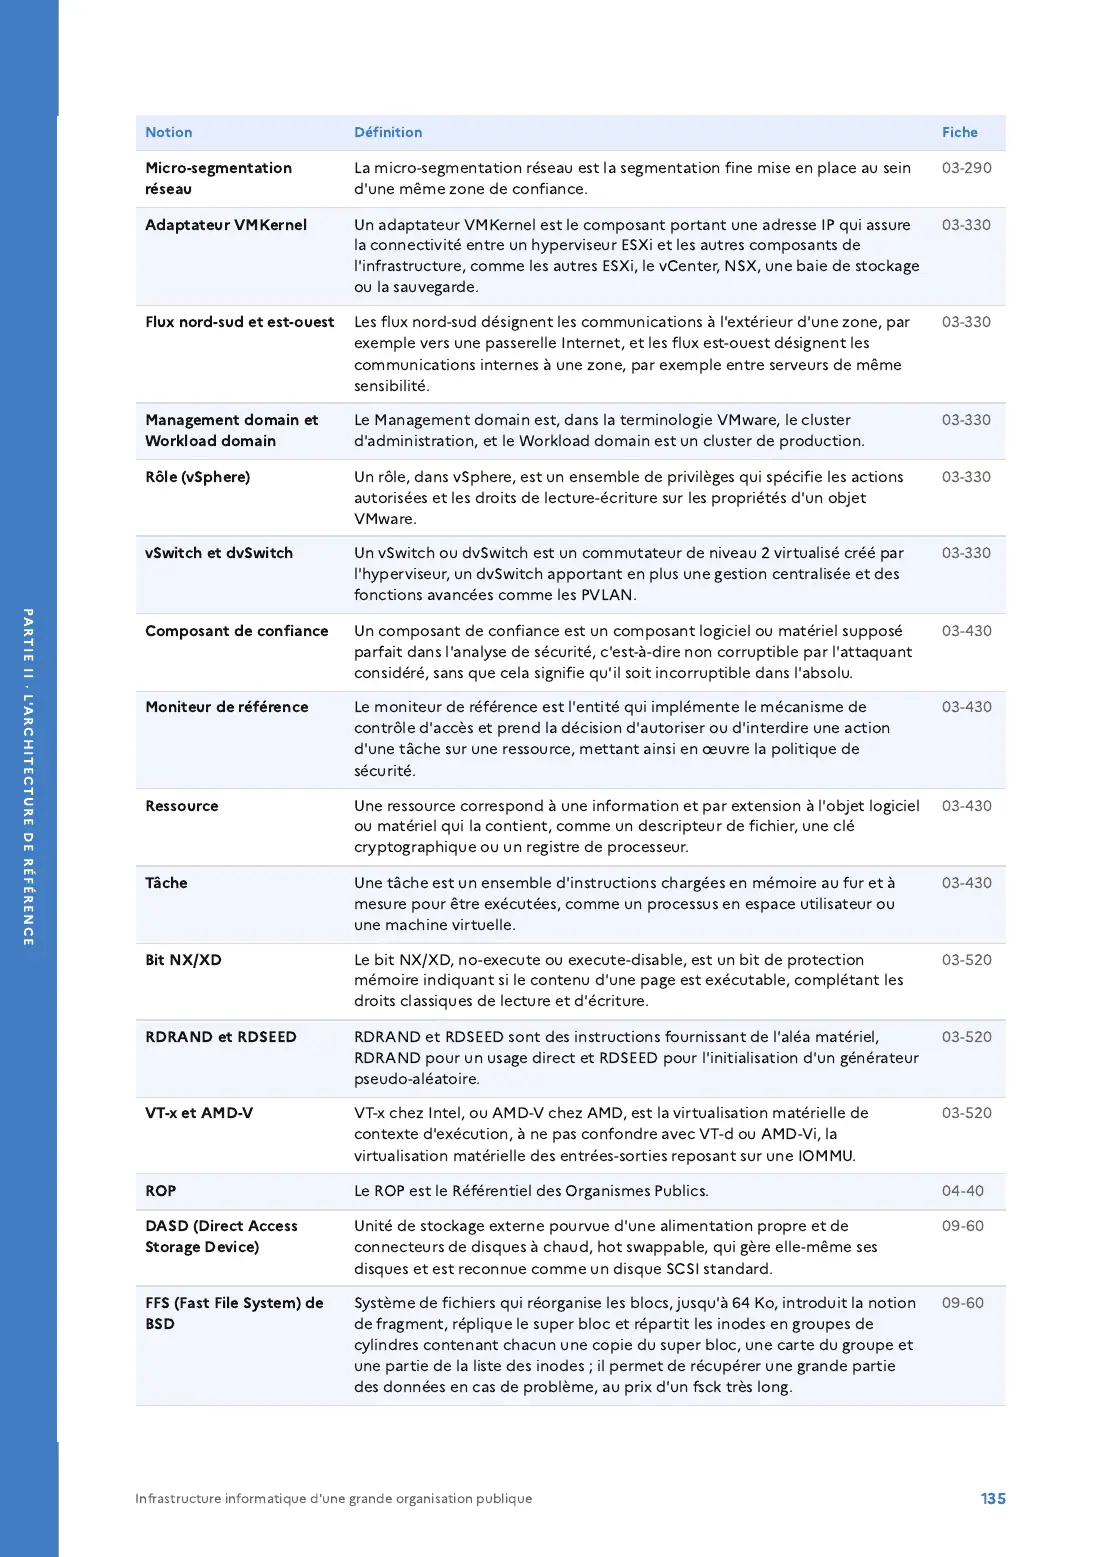 Notion Définition Fiche
Micro-segmentation La micro-segmentation réseau est la segmentation fine mise en place au sein 03-290
réseau d'une même zone de confiance.
Adaptateur VMKernel Un adaptateur VMKernel est le composant portant une adresse IP qui assure 03-330
la connectivité entre un hyperviseur ESXi et les autres composants de
l'infrastructure, comme les autres ESXi, le vCenter, NSX, une baie de stockage
ou la sauvegarde.
Flux nord-sud et est-ouest Les flux nord-sud désignent les communications à l'extérieur d'une zone, par 03-330
exemple vers une passerelle Internet, et les flux est-ouest désignent les
communications internes à une zone, par exemple entre serveurs de même
sensibilité.
Management domain et Le Management domain est, dans la terminologie VMware, le cluster 03-330
Workload domain d'administration, et le Workload domain est un cluster de production.
Rôle (vSphere) Un rôle, dans vSphere, est un ensemble de privilèges qui spécifie les actions 03-330
autorisées et les droits de lecture-écriture sur les propriétés d'un objet
VMware.
vSwitch et dvSwitch Un vSwitch ou dvSwitch est un commutateur de niveau 2 virtualisé créé par 03-330
l'hyperviseur, un dvSwitch apportant en plus une gestion centralisée et des
fonctions avancées comme les PVLAN.
Composant de confiance Un composant de confiance est un composant logiciel ou matériel supposé 03-430
parfait dans l'analyse de sécurité, c'est-à-dire non corruptible par l'attaquant
considéré, sans que cela signifie qu'il soit incorruptible dans l'absolu.
Moniteur de référence Le moniteur de référence est l'entité qui implémente le mécanisme de 03-430
contrôle d'accès et prend la décision d'autoriser ou d'interdire une action
d'une tâche sur une ressource, mettant ainsi en œuvre la politique de
sécurité.
Ressource Une ressource correspond à une information et par extension à l'objet logiciel 03-430
ou matériel qui la contient, comme un descripteur de fichier, une clé
cryptographique ou un registre de processeur.
Tâche Une tâche est un ensemble d'instructions chargées en mémoire au fur et à 03-430
mesure pour être exécutées, comme un processus en espace utilisateur ou
une machine virtuelle.
Bit NX/XD Le bit NX/XD, no-execute ou execute-disable, est un bit de protection 03-520
mémoire indiquant si le contenu d'une page est exécutable, complétant les
droits classiques de lecture et d'écriture.
RDRAND et RDSEED RDRAND et RDSEED sont des instructions fournissant de l'aléa matériel, 03-520
RDRAND pour un usage direct et RDSEED pour l'initialisation d'un générateur
pseudo-aléatoire.
VT-x et AMD-V VT-x chez Intel, ou AMD-V chez AMD, est la virtualisation matérielle de 03-520
contexte d'exécution, à ne pas confondre avec VT-d ou AMD-Vi, la
virtualisation matérielle des entrées-sorties reposant sur une IOMMU.
ROP Le ROP est le Référentiel des Organismes Publics. 04-40
DASD (Direct Access Unité de stockage externe pourvue d'une alimentation propre et de 09-60
Storage Device) connecteurs de disques à chaud, hot swappable, qui gère elle-même ses
disques et est reconnue comme un disque SCSI standard.
FFS (Fast File System) de Système de fichiers qui réorganise les blocs, jusqu'à 64 Ko, introduit la notion 09-60
BSD de fragment, réplique le super bloc et répartit les inodes en groupes de
cylindres contenant chacun une copie du super bloc, une carte du groupe et
une partie de la liste des inodes ; il permet de récupérer une grande partie
des données en cas de problème, au prix d'un fsck très long.
PARTIE II · L'ARCHITECTURE DE RÉFÉRENCE
Infrastructure informatique d'une grande organisation publique 135